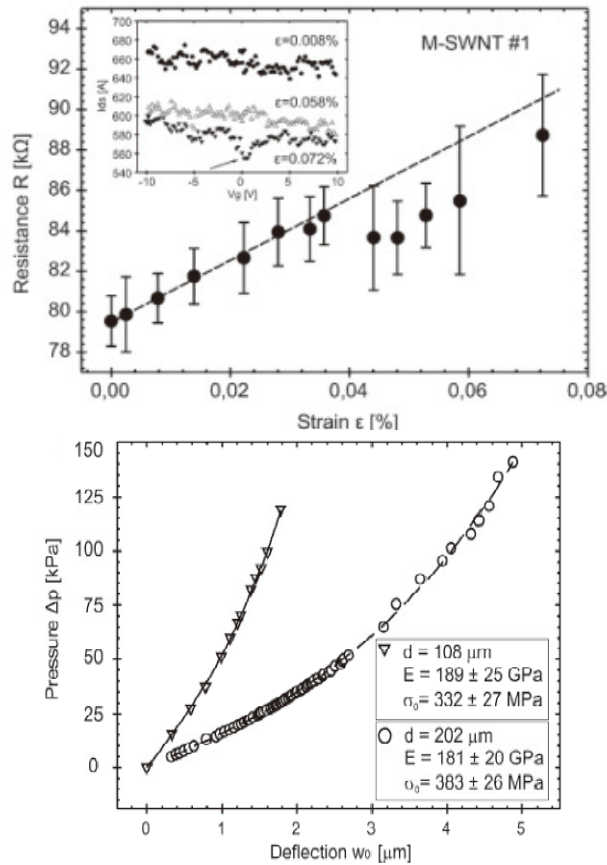 M-SWNT #1
Resistance R [kΩ]
92
90
88
86
84
82
80
78
0,00
0,02
0,04
0,06
0,08
Strain ε [%]
Ids [A]
680
660
640
620
600
580
560
540
-10
-5
0
5
10
Vg [V]
ε=0.008%
ε=0.058%
ε=0.072%
Pressure Δp [kPa]
150
125
100
75
50
25
0
0
1
2
3
4
5
Deflection w₀ [μm]
d = 108 μm
E = 189 ± 25 GPa
σ₀= 332 ± 27 MPa
d = 202 μm
E = 181 ± 20 GPa
σ₀= 383 ± 26 MPa